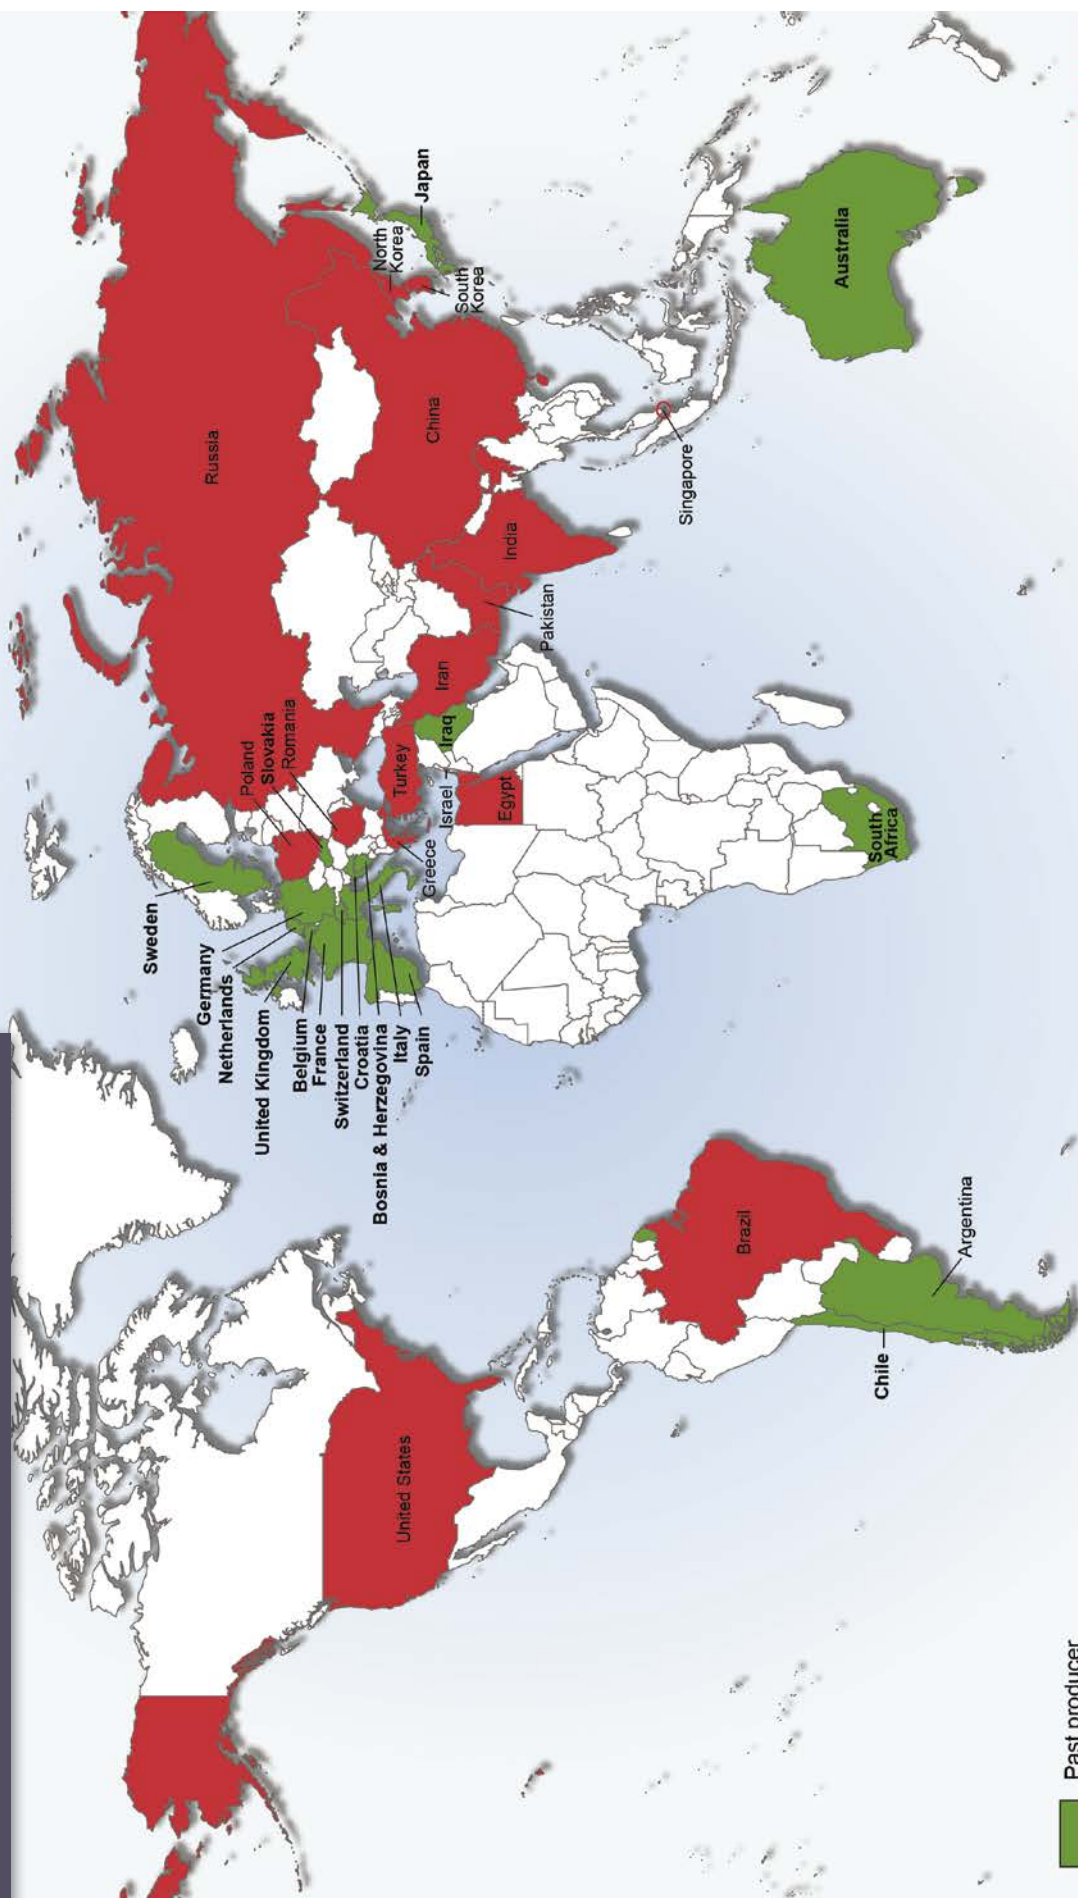 Sweden
Germany
Russia
Netherlands
United Kingdom
Poland
Slovakia
Romania
Belgium
France
Switzerland
Croatia
Bosnia & Herzegovina
Italy
Spain
Greece
Turkey
Israel
Iraq
Iran
Egypt
Pakistan
India
China
North
Korea
South
Korea
Japan
Singapore
United States
Brazil
Chile
Argentina
South
Africa
Australia
Past producer